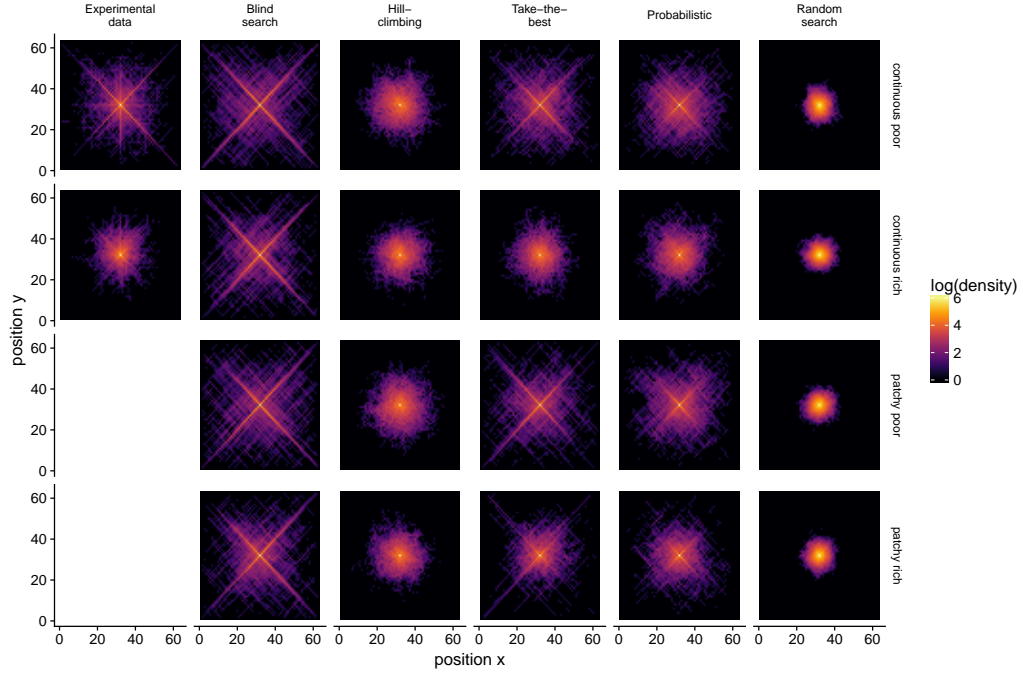 Experimental
data
Blind
search
Hill−
climbing
Take−the−
best
Probabilistic
Random
search
60
40
20
0
continuous poor
60
40
20
0
continuous rich
60
40
20
0
patchy poor
60
40
20
0
patchy rich
position y
0 20 40 60
0 20 40 60
0 20 40 60
0 20 40 60
0 20 40 60
0 20 40 60
position x
log(density)
6
4
2
0